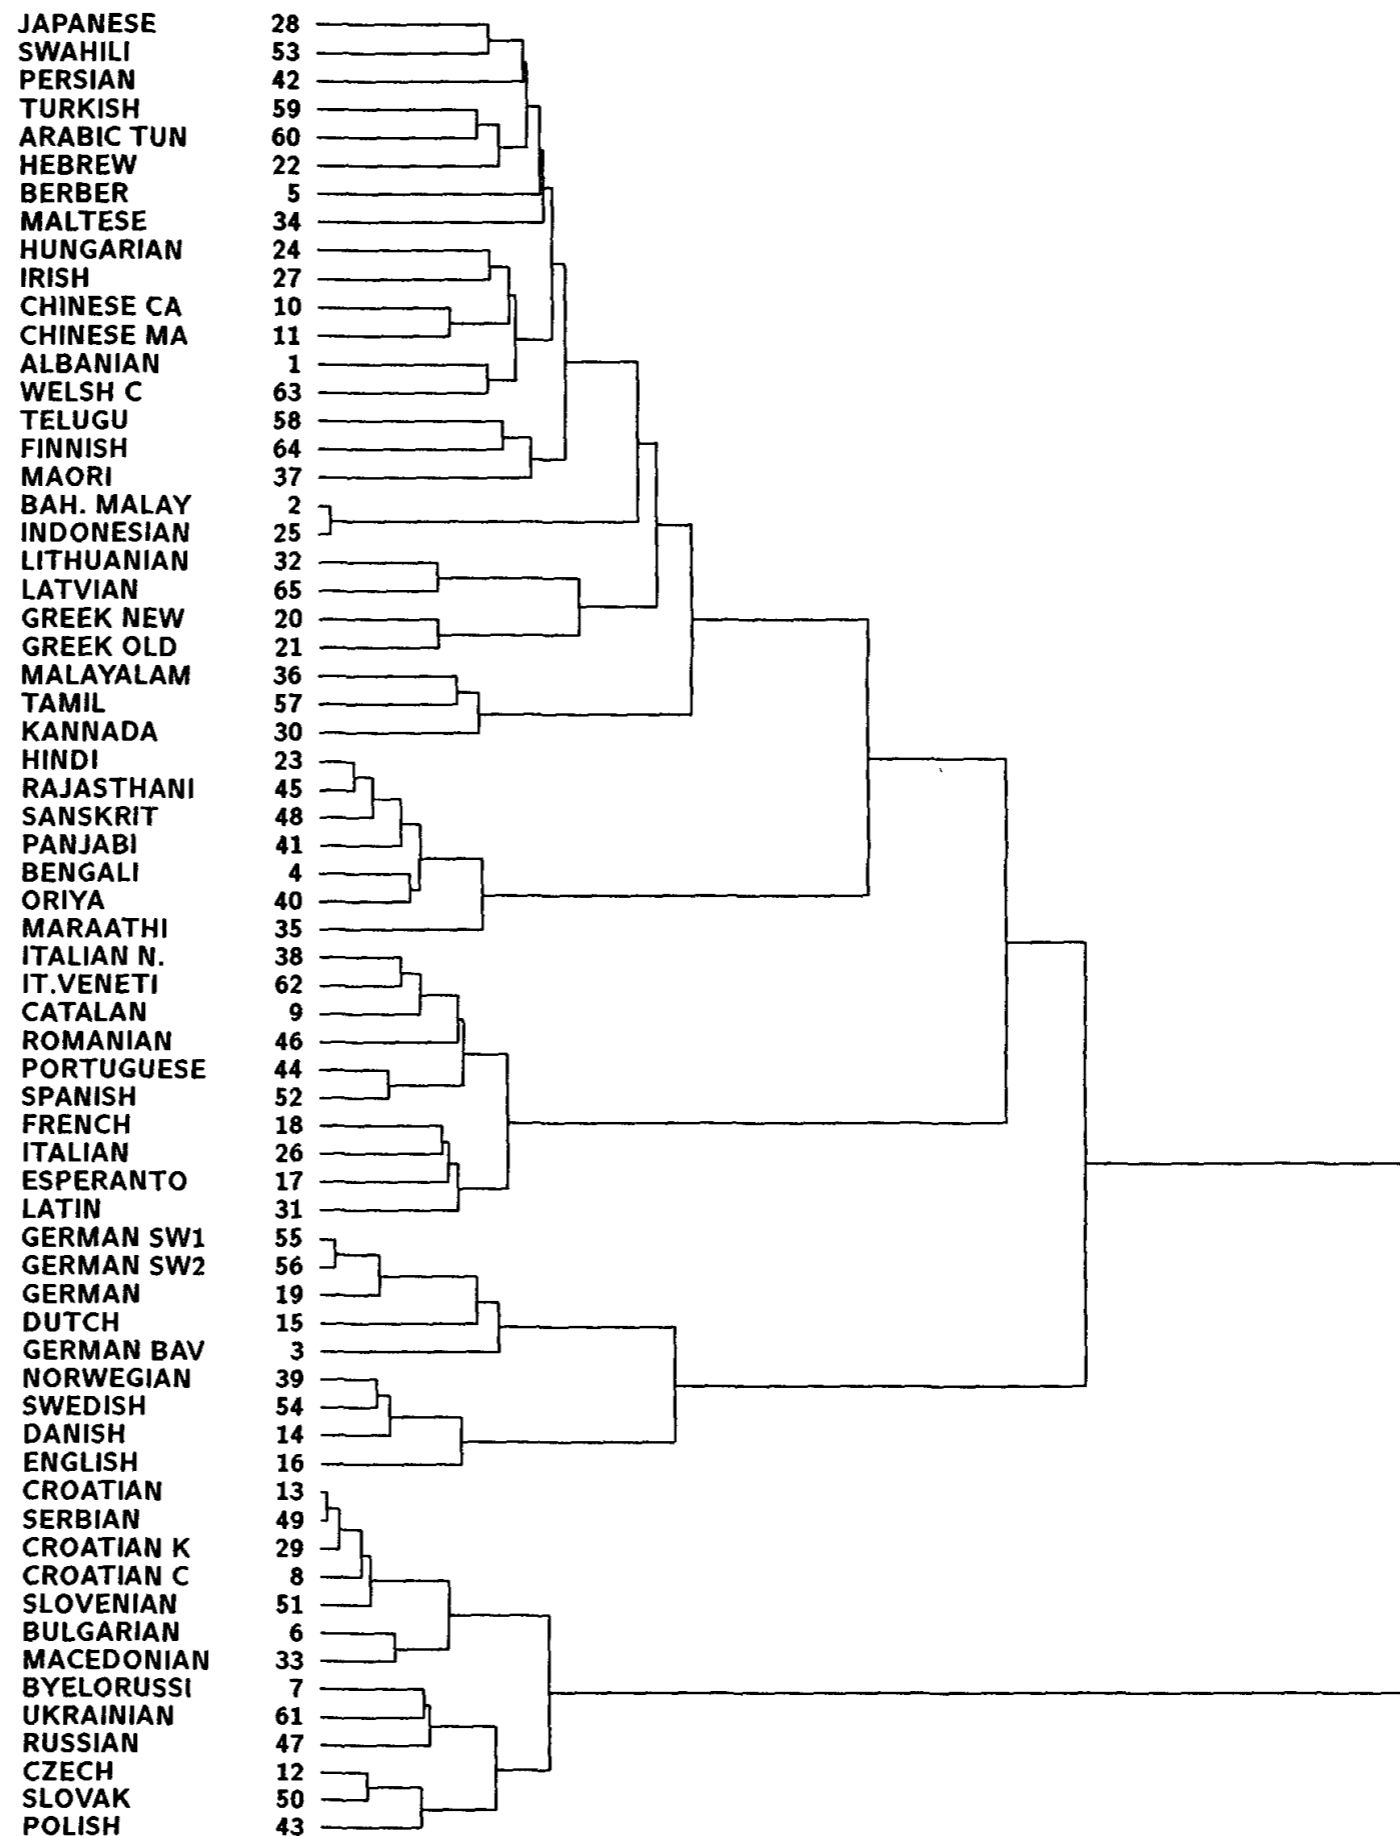 JAPANESE 28
SWAHILI 53
PERSIAN 42
TURKISH 59
ARABIC TUN 60
HEBREW 22
BERBER 5
MALTESE 34
HUNGARIAN 24
IRISH 27
CHINESE CA 10
CHINESE MA 11
ALBANIAN 1
WELSH C 63
TELUGU 58
FINNISH 64
MAORI 37
BAH. MALAY 2
INDONESIAN 25
LITHUANIAN 32
LATVIAN 65
GREEK NEW 20
GREEK OLD 21
MALAYALAM 36
TAMIL 57
KANNADA 30
HINDI 23
RAJASTHANI 45
SANSKRIT 48
PANJABI 41
BENGALI 4
ORIYA 40
MARAATHI 35
ITALIAN N. 38
IT.VENETI 62
CATALAN 9
ROMANIAN 46
PORTUGUESE 44
SPANISH 52
FRENCH 18
ITALIAN 26
ESPERANTO 17
LATIN 31
GERMAN SW1 55
GERMAN SW2 56
GERMAN 19
DUTCH 15
GERMAN BAV 3
NORWEGIAN 39
SWEDISH 54
DANISH 14
ENGLISH 16
CROATIAN 13
SERBIAN 49
CROATIAN K 29
CROATIAN C 8
SLOVENIAN 51
BULGARIAN 6
MACEDONIAN 33
BYELORUSSI 7
UKRAINIAN 61
RUSSIAN 47
CZECH 12
SLOVAK 50
POLISH 43